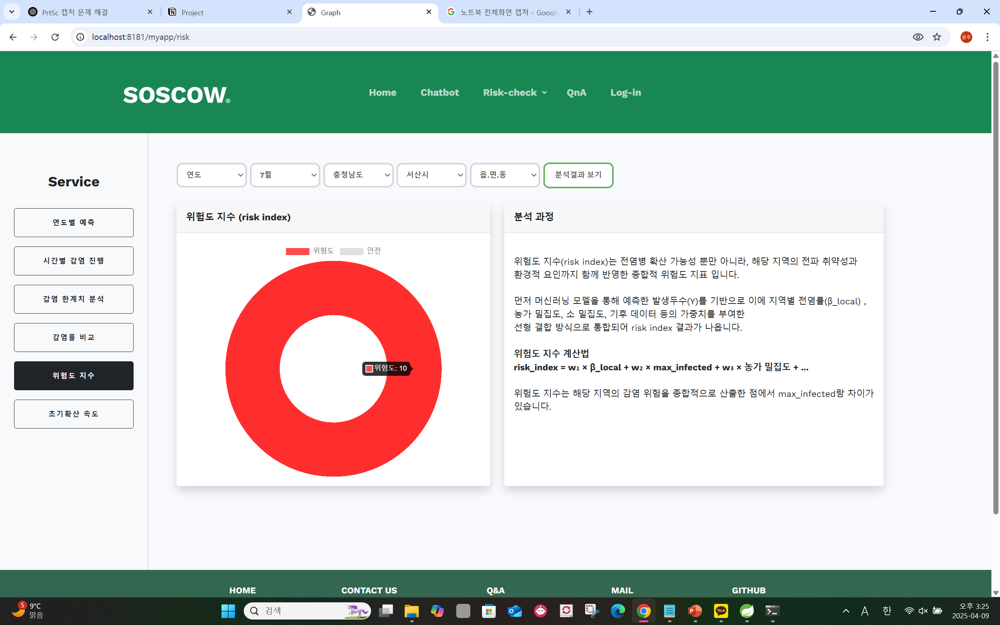 PrtSc 캡처 문제 해결
Project
Graph
노트북 전체화면 캡쳐 - Google
localhost:8181/myapp/risk
윤주
SOSCOW.
Home
Chatbot
Risk-check
QnA
Log-in
Service
연도별 예측
시간별 감염 진행
감염 한계치 분석
감염률 비교
위험도 지수
초기확산 속도
연도
7월
충청남도
서산시
읍.면.동
분석결과 보기
위험도 지수 (risk index)
위험도
안전
위험도: 10
분석 과정
위험도 지수(risk index)는 전염병 확산 가능성 뿐만 아니라, 해당 지역의 전파 취약성과
환경적 요인까지 함께 반영한 종합적 위험도 지표 입니다.
먼저 머신러닝 모델을 통해 예측한 발생두수(Y)를 기반으로 이에 지역별 전염률(β_local) ,
농가 밀집도, 소 밀집도, 기후 데이터 등의 가중치를 부여한
선형 결합 방식으로 통합되어 risk index 결과가 나옵니다.
위험도 지수 계산법
risk_index = w₁ × β_local + w₂ × max_infected + w₃ × 농가 밀집도 + ...
위험도 지수는 해당 지역의 감염 위험을 종합적으로 산출한 점에서 max_infected랑 차이가
있습니다.
HOME
CONTACT US
Q&A
MAIL
GITHUB
5
9°C
맑음
검색
TALK
A
한
오후 3:25
2025-04-09